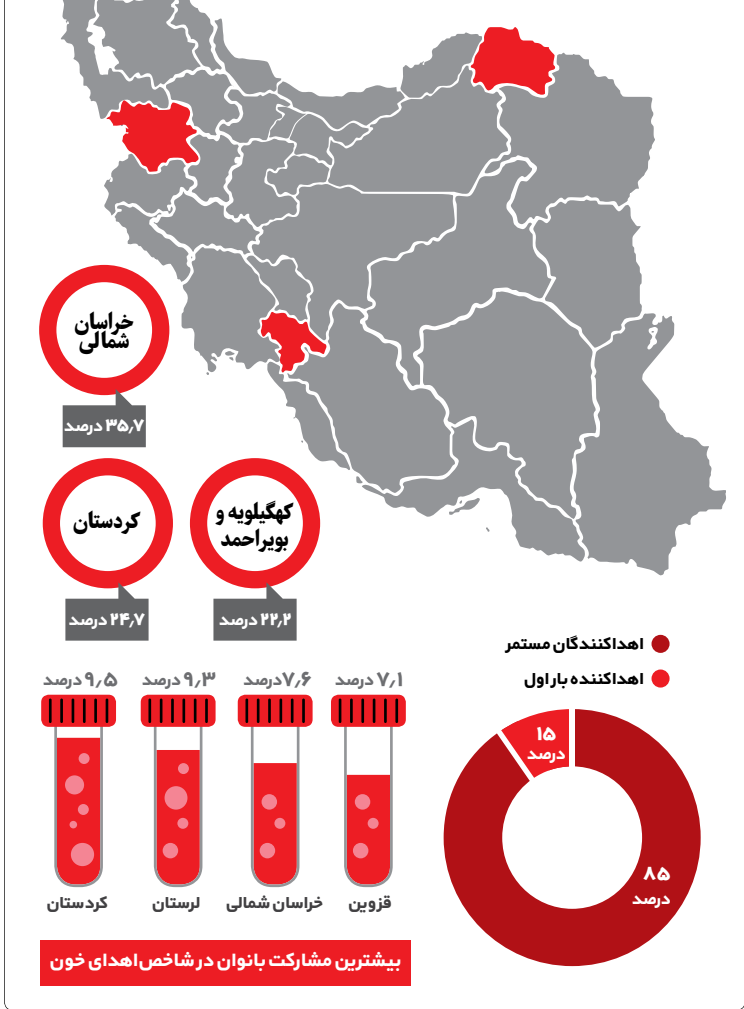 خراسان
شمالی
۳۵٫۷ درصد
کهگیلویه و
بویراحمد
۲۲٫۲ درصد
کردستان
۲۴٫۷ درصد
اهداکنندگان مستمر
اهداکننده بار اول
۱۵
درصد
۸۵
درصد
۷٫۱ درصد
۷٫۶ درصد
۹٫۳ درصد
۹٫۵ درصد
قزوین
خراسان شمالی
لرستان
کردستان
بیشترین مشارکت بانوان در شاخص اهدای خون